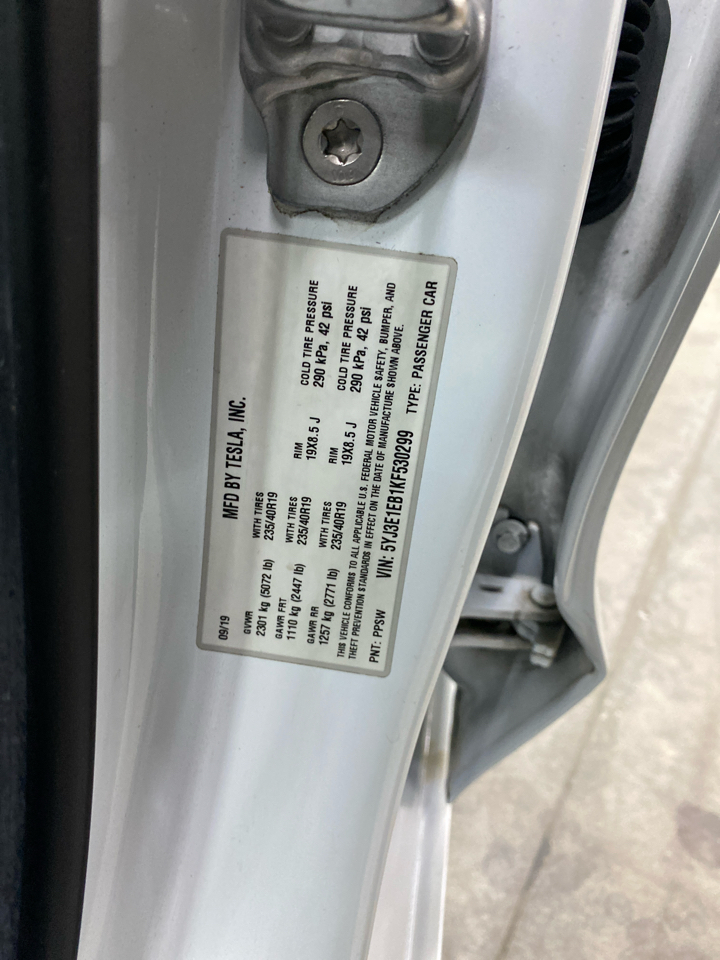 MFD BY TESLA, INC.
09/19
GVWR WITH TIRES
2301 kg (5072 lb) 235/40R19
GAWR FRT WITH TIRES RIM COLD TIRE PRESSURE
1110 kg (2447 lb) 235/40R19 19X8.5 J 290 kPa, 42 psi
GAWR RR WITH TIRES RIM COLD TIRE PRESSURE
1257 kg (2771 lb) 235/40R19 19X8.5 J 290 kPa, 42 psi
THIS VEHICLE CONFORMS TO ALL APPLICABLE U.S. FEDERAL MOTOR VEHICLE SAFETY, BUMPER, AND
THEFT PREVENTION STANDARDS IN EFFECT ON THE DATE OF MANUFACTURE SHOWN ABOVE.
PNT: PPSW VIN: 5YJ3E1EB1KF530299 TYPE: PASSENGER CAR